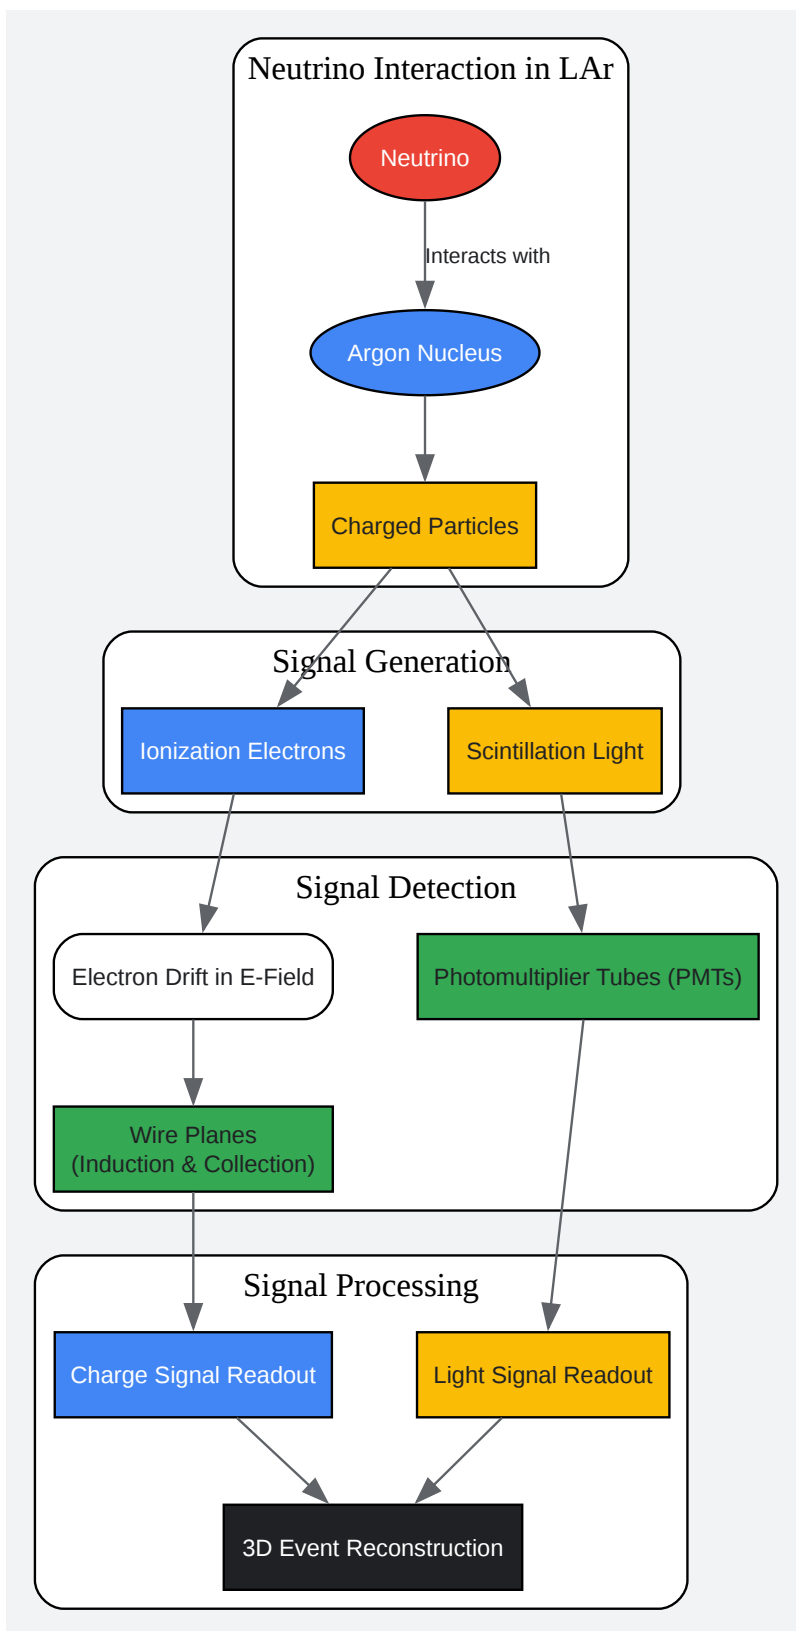 Neutrino Interaction in LAr
Neutrino
Interacts with
Argon Nucleus
Charged Particles
Signal Generation
Ionization Electrons
Scintillation Light
Signal Detection
Electron Drift in E-Field
Photomultiplier Tubes (PMTs)
Wire Planes
(Induction & Collection)
Signal Processing
Charge Signal Readout
Light Signal Readout
3D Event Reconstruction